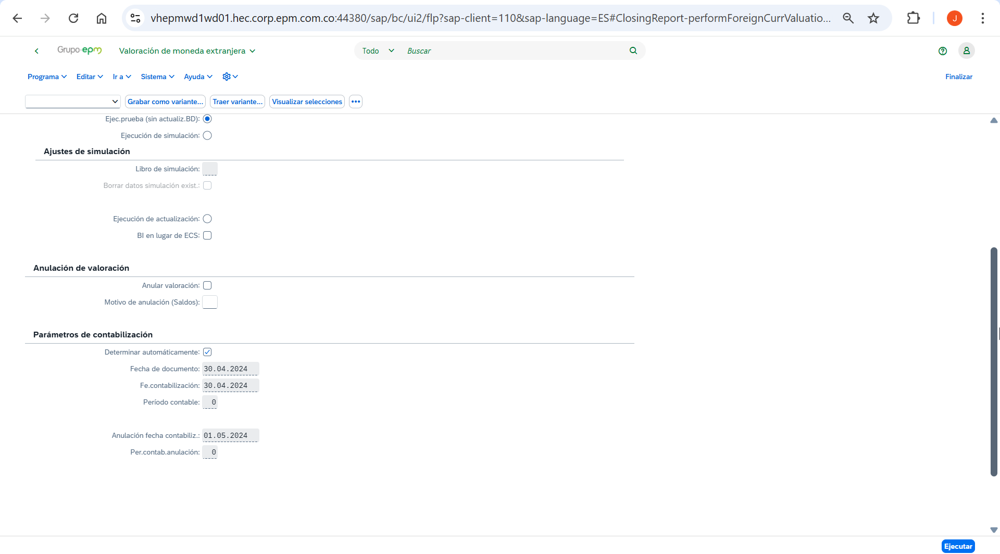 vhepmwd1wd01.hec.corp.epm.com.co:44380/sap/bc/ui2/flp?sap-client=110&sap-language=ES#ClosingReport-performForeignCurrValuatio...
J
Grupo·epm
Valoración de moneda extranjera
Todo
Buscar
Programa
Editar
Ir a
Sistema
Ayuda
Finalizar
Grabar como variante...
Traer variante...
Visualizar selecciones
Ejec.prueba (sin actualiz.BD):
Ejecución de simulación:
Ajustes de simulación
Libro de simulación:
Borrar datos simulación exist.:
Ejecución de actualización:
BI en lugar de ECS:
Anulación de valoración
Anular valoración:
Motivo de anulación (Saldos):
Parámetros de contabilización
Determinar automáticamente:
Fecha de documento: 30.04.2024
Fe.contabilización: 30.04.2024
Período contable: 0
Anulación fecha contabiliz.: 01.05.2024
Per.contab.anulación: 0
Ejecutar